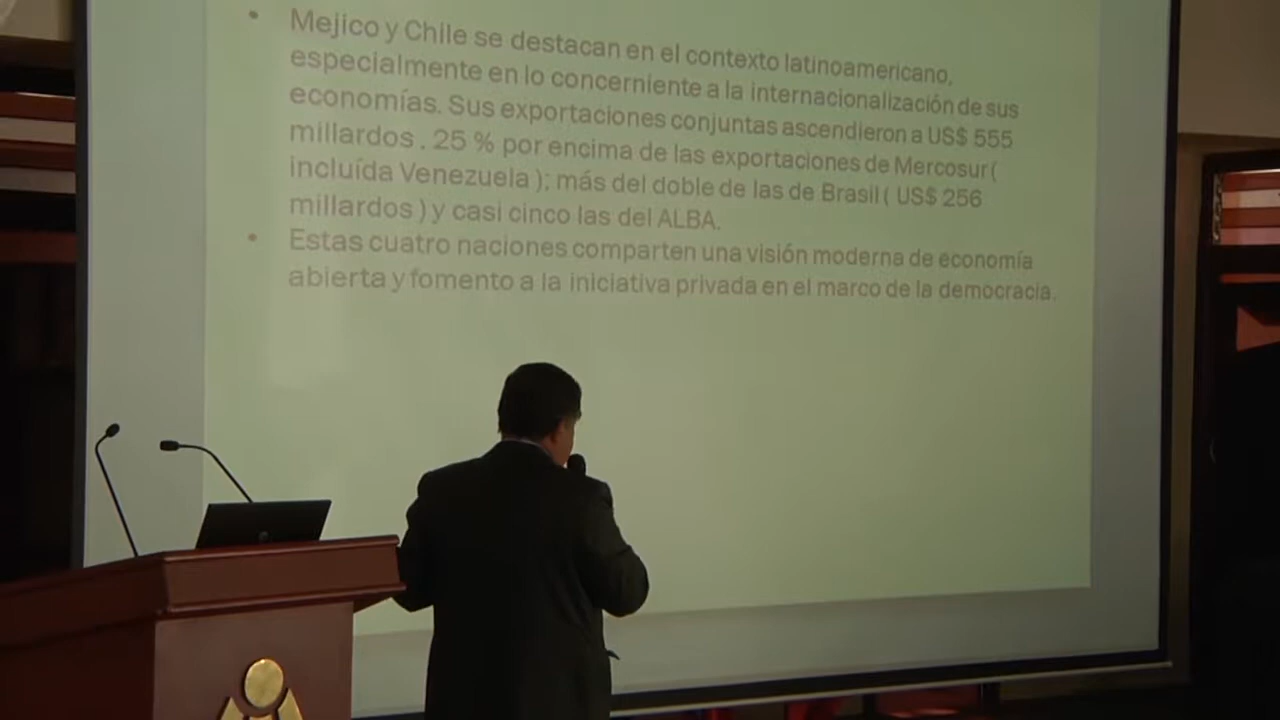 • Mejico y Chile se destacan en el contexto latinoamericano,
especialmente en lo concerniente a la internacionalización de sus
economías. Sus exportaciones conjuntas ascendieron a US$ 555
millardos . 25 % por encima de las exportaciones de Mercosur (
incluída Venezuela ); más del doble de las de Brasil ( US$ 256
millardos ) y casi cinco las del ALBA.
• Estas cuatro naciones comparten una visión moderna de economía
abierta y fomento a la iniciativa privada en el marco de la democracia.